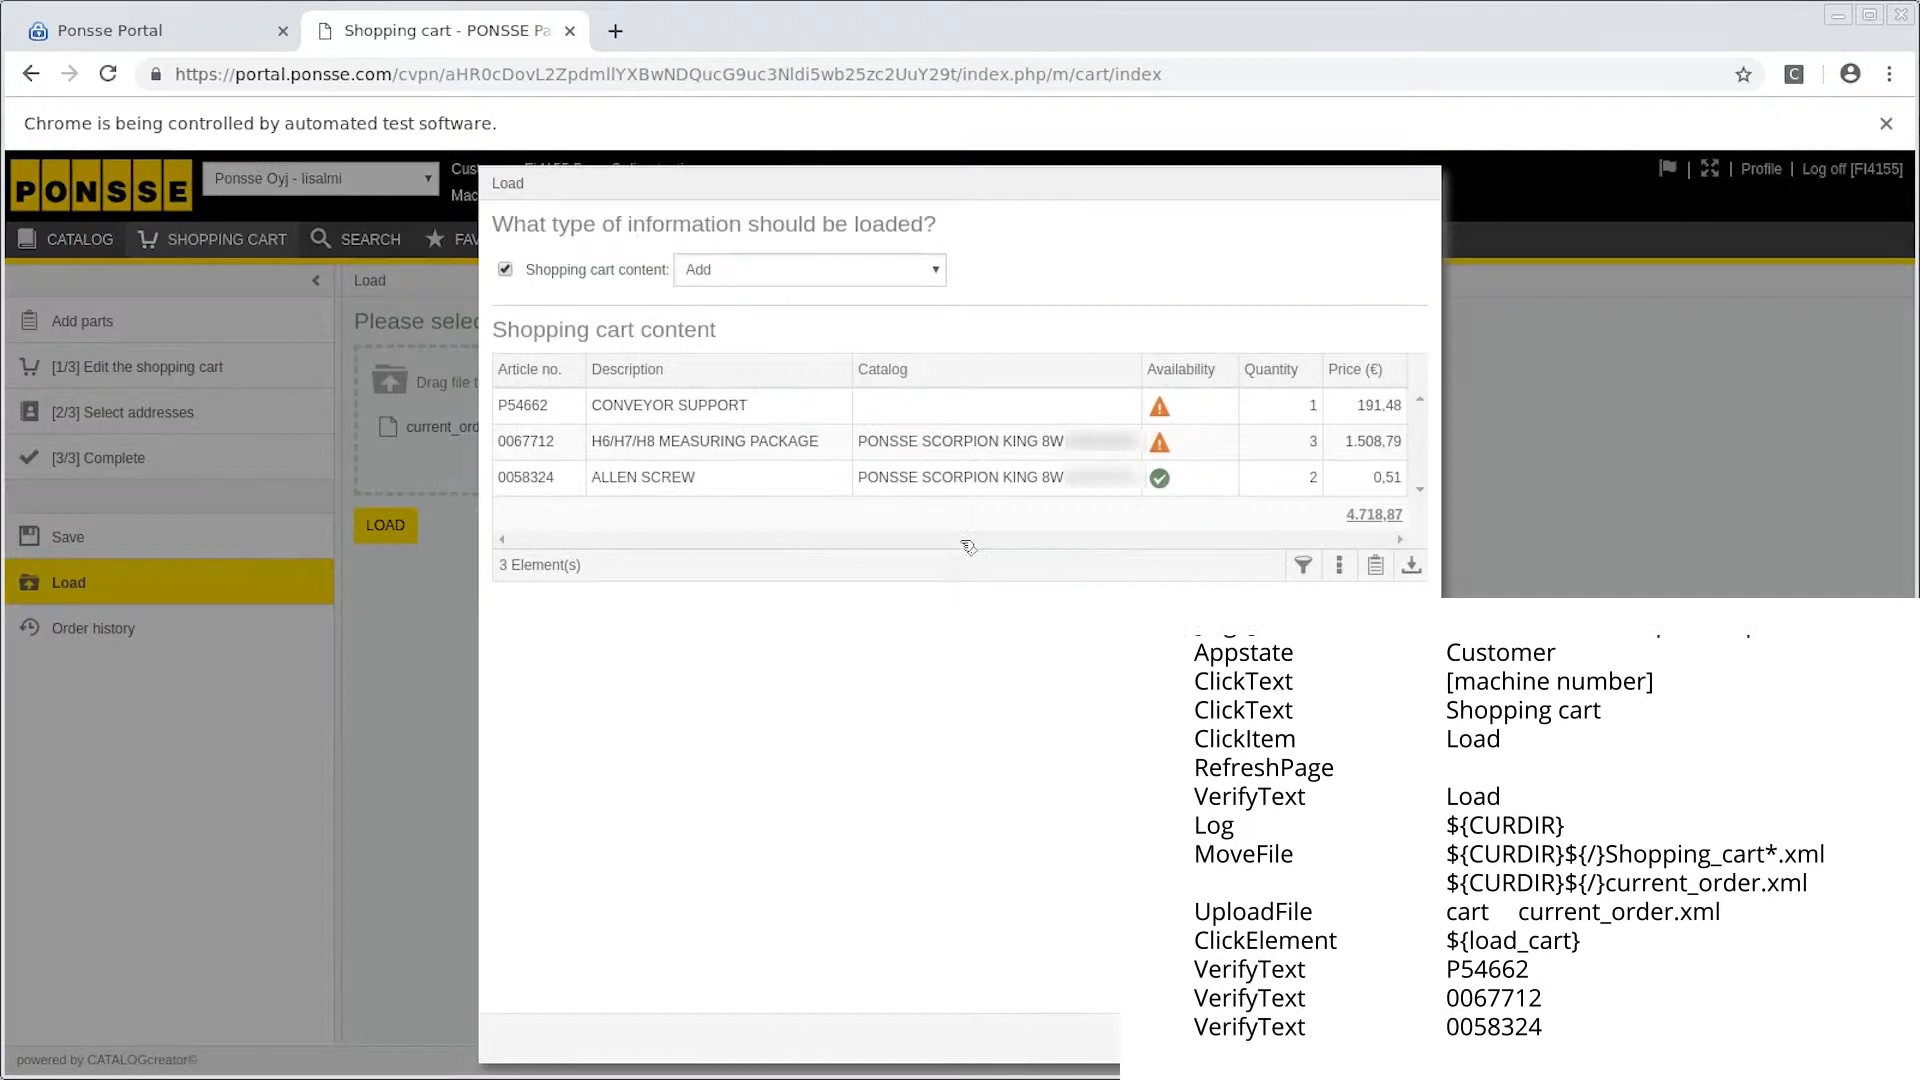 Ponsse Portal
Shopping cart - PONSSE Pa
https://portal.ponsse.com/cvpn/aHR0cDovL2ZpdmllYXBwNDQucG9uc3Nldi5wb25zc2UuY29t/index.php/m/cart/index
C
Chrome is being controlled by automated test software.
PONSSE
Ponsse Oyj - Iisalmi
Cus
Mac
Profile | Log off [FI4155]
CATALOG
SHOPPING CART
SEARCH
FAV
Add parts
[1/3] Edit the shopping cart
[2/3] Select addresses
[3/3] Complete
Save
Load
Order history
powered by CATALOGcreator©
Load
Please selec
Drag file t
current_ord
LOAD
Load
What type of information should be loaded?
Shopping cart content: Add
Shopping cart content
Article no. Description Catalog Availability Quantity Price (€)
P54662 CONVEYOR SUPPORT 1 191,48
0067712 H6/H7/H8 MEASURING PACKAGE PONSSE SCORPION KING 8W 3 1.508,79
0058324 ALLEN SCREW PONSSE SCORPION KING 8W 2 0,51
4.718,87
3 Element(s)
Appstate Customer
ClickText [machine number]
ClickText Shopping cart
ClickItem Load
RefreshPage
VerifyText Load
Log ${CURDIR}
MoveFile ${CURDIR}${/}Shopping_cart*.xml
${CURDIR}${/}current_order.xml
UploadFile cart current_order.xml
ClickElement ${load_cart}
VerifyText P54662
VerifyText 0067712
VerifyText 0058324